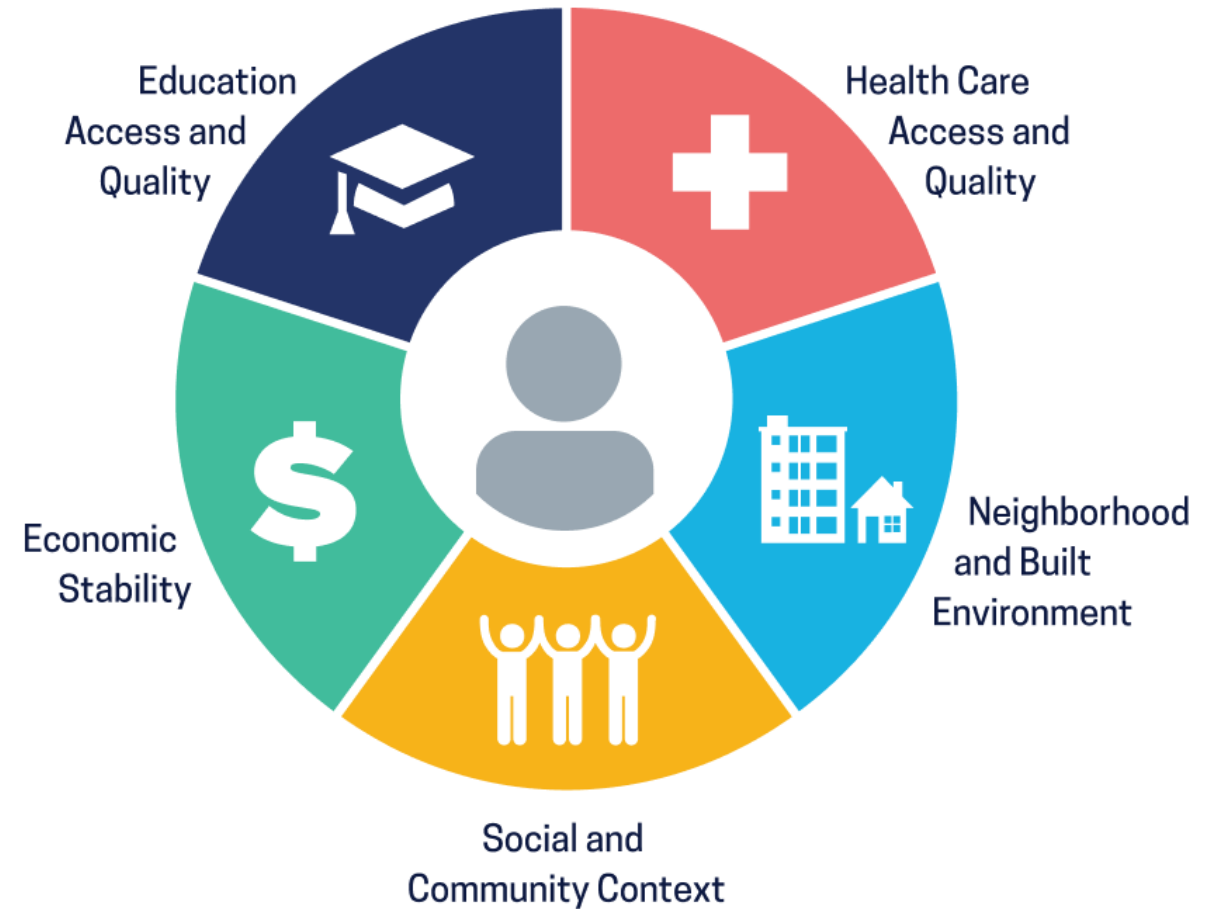 Education
Access and
Quality
Health Care
Access and
Quality
Economic
Stability
Neighborhood
and Built
Environment
Social and
Community Context